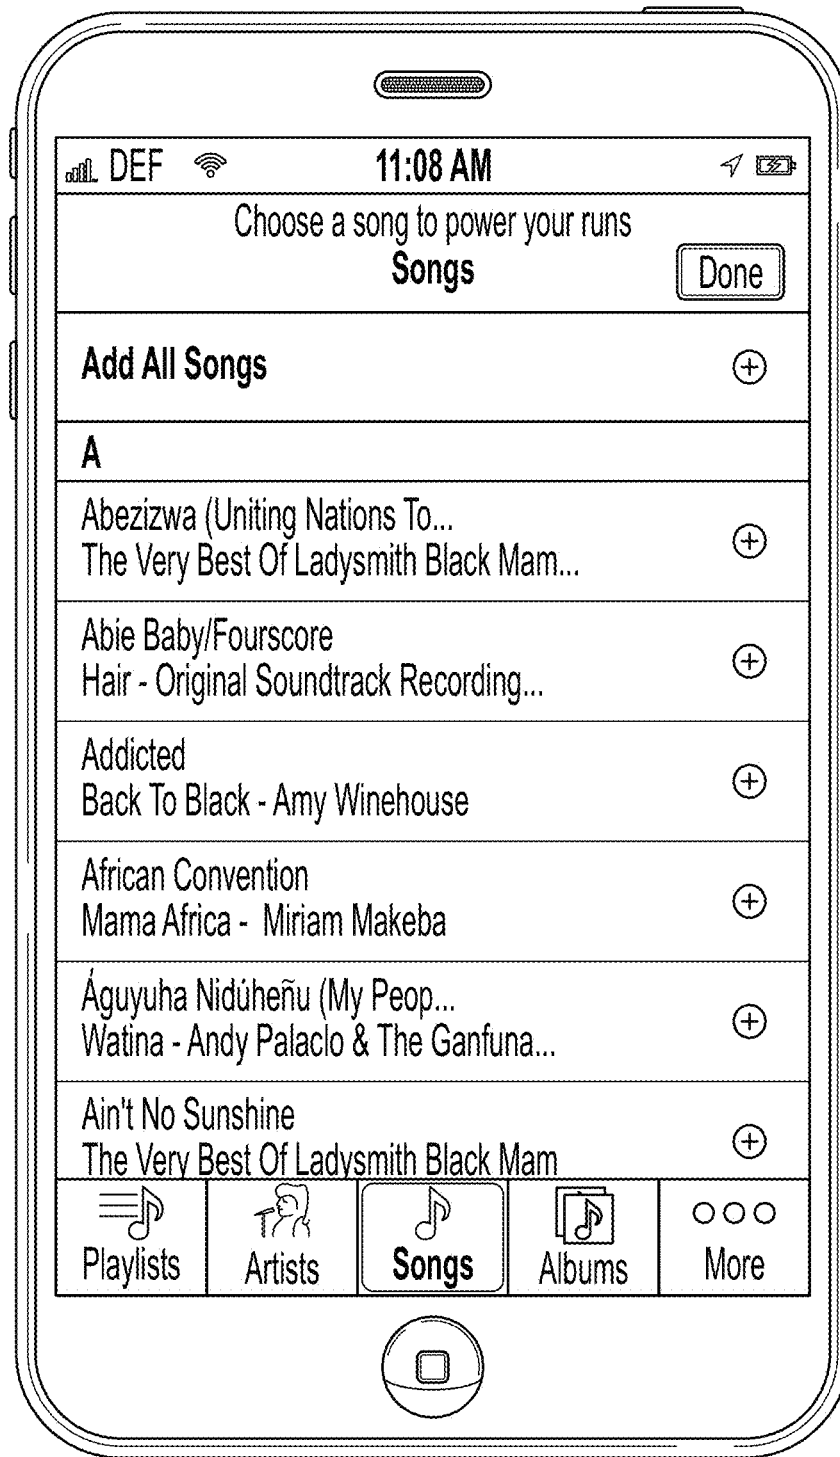 DEF 11:08 AM
Choose a song to power your runs
Songs
Done
Add All Songs
A
Abezizwa (Uniting Nations To...
The Very Best Of Ladysmith Black Mam...
Abie Baby/Fourscore
Hair - Original Soundtrack Recording...
Addicted
Back To Black - Amy Winehouse
African Convention
Mama Africa - Miriam Makeba
Águyuha Nidúheñu (My Peop...
Watina - Andy Palaclo & The Ganfuna...
Ain't No Sunshine
The Very Best Of Ladysmith Black Mam
Playlists Artists Songs Albums More